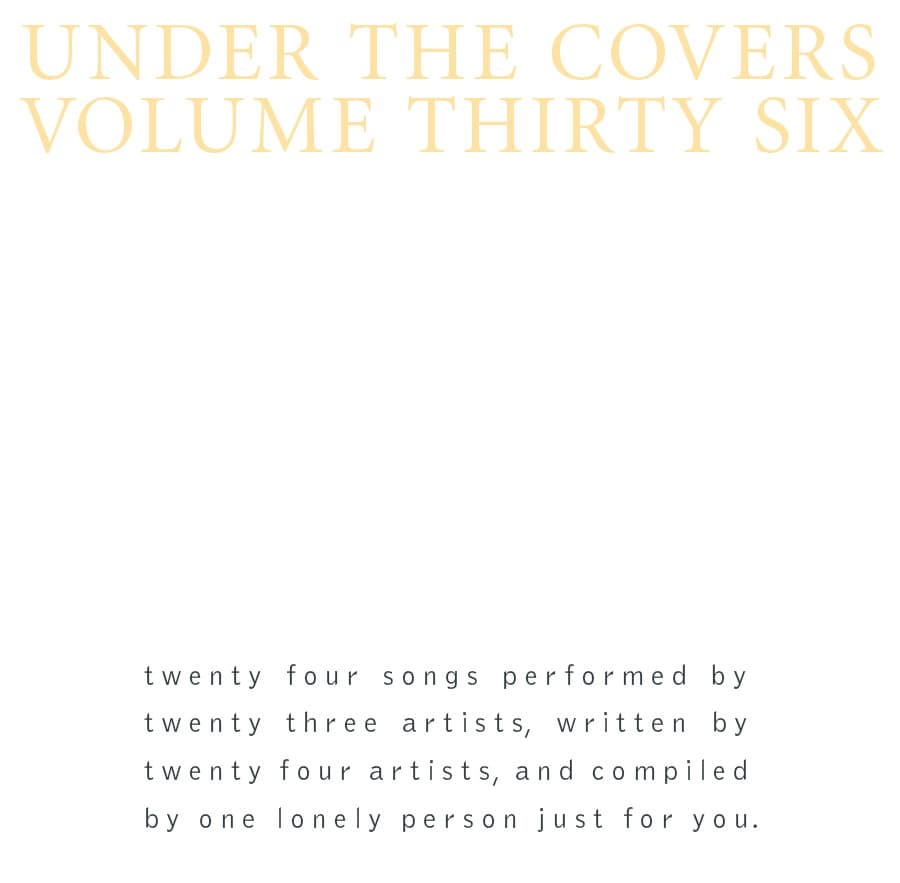 UNDER THE COVERS
VOLUME THIRTY SIX
twenty four songs performed by
twenty three artists, written by
twenty four artists, and compiled
by one lonely person just for you.